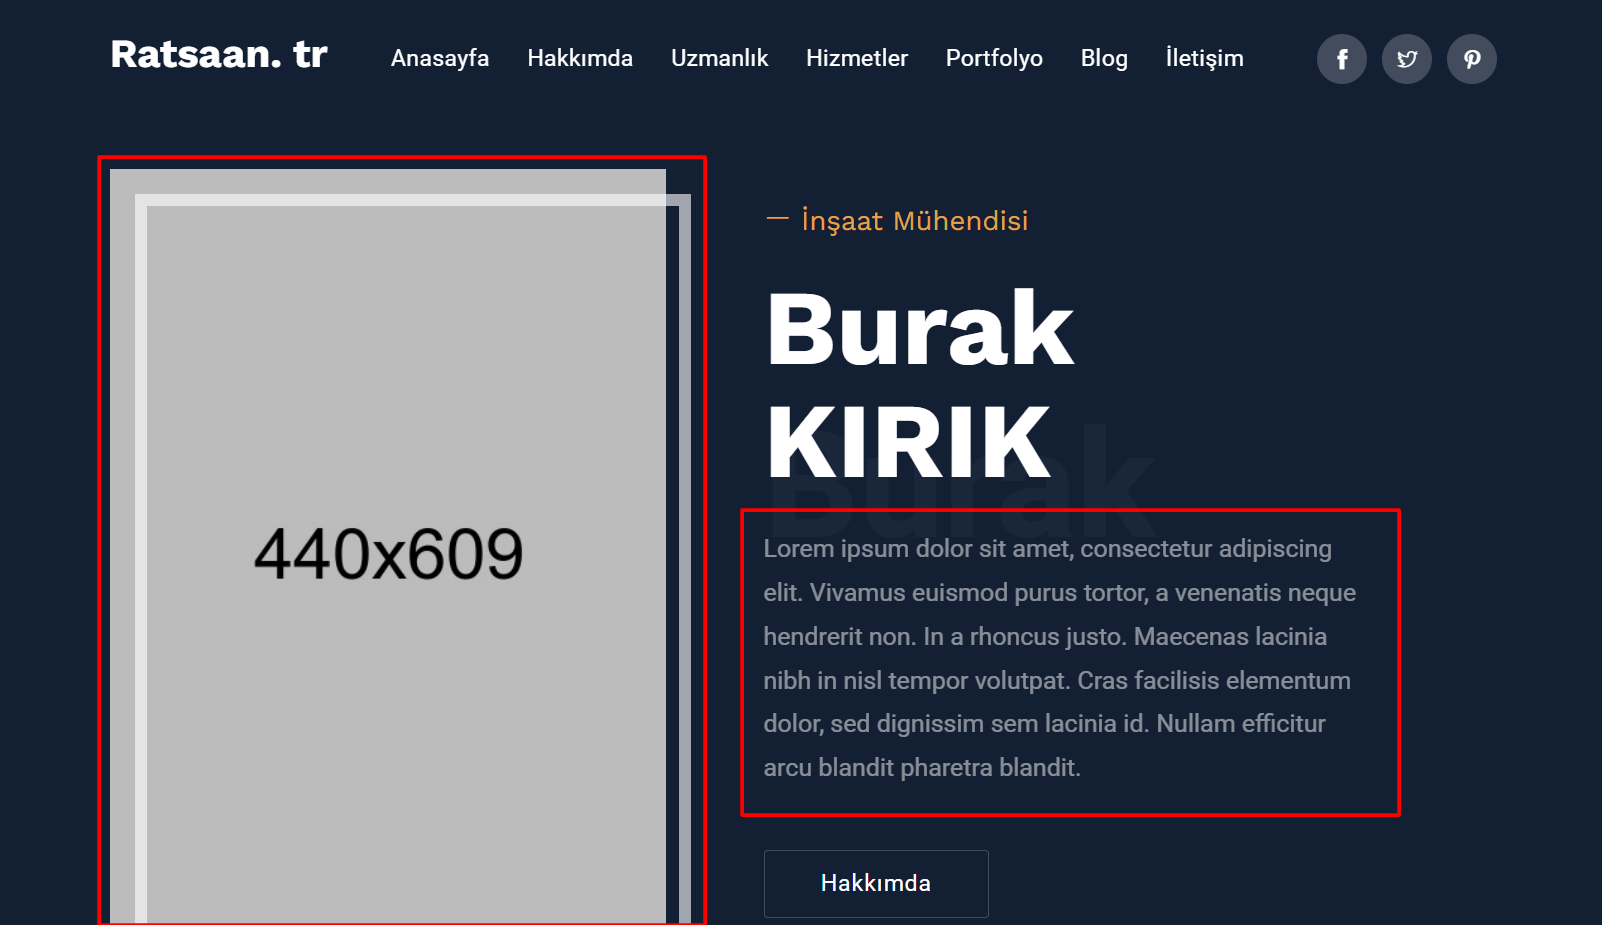 Ratsaan. tr
Anasayfa Hakkımda Uzmanlık Hizmetler Portfolyo Blog İletişim
440x609
— İnşaat Mühendisi
Burak
KIRIK
Burak
Lorem ipsum dolor sit amet, consectetur adipiscing
elit. Vivamus euismod purus tortor, a venenatis neque
hendrerit non. In a rhoncus justo. Maecenas lacinia
nibh in nisl tempor volutpat. Cras facilisis elementum
dolor, sed dignissim sem lacinia id. Nullam efficitur
arcu blandit pharetra blandit.
Hakkımda